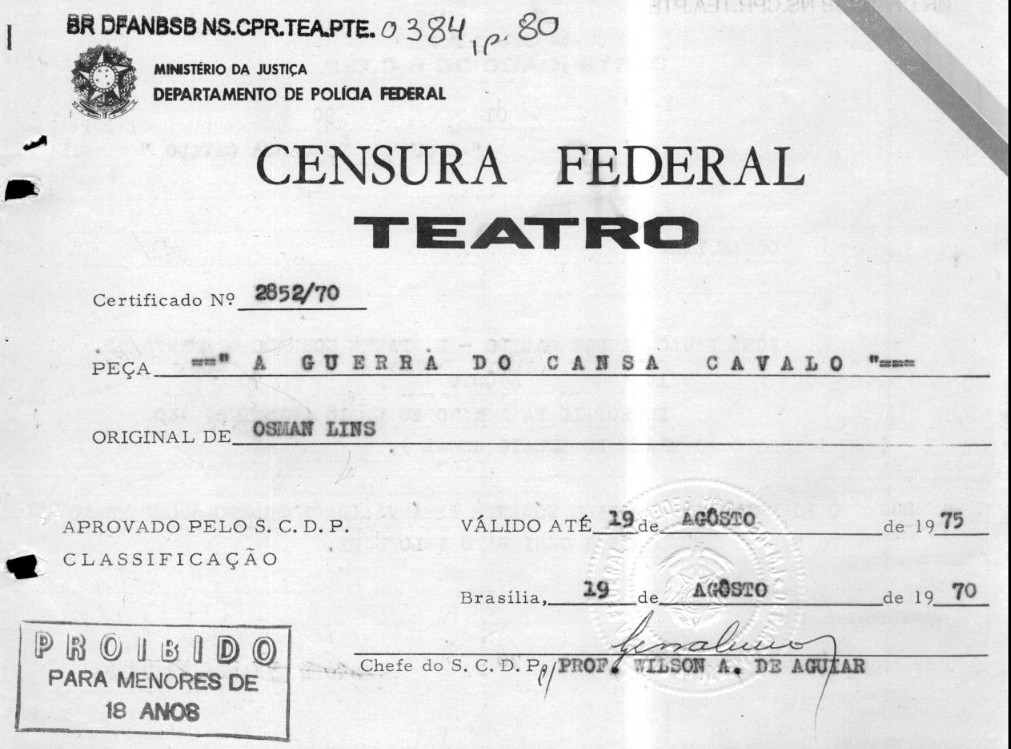 BR DFANBSB NS.CPR.TEA.PTE. 0384, p. 80
MINISTÉRIO DA JUSTIÇA
DEPARTAMENTO DE POLÍCIA FEDERAL
CENSURA FEDERAL
TEATRO
Certificado Nº 2852/70
PEÇA ==" A GUERRA DO CANSA CAVALO "===
ORIGINAL DE OSMAN LINS
APROVADO PELO S. C. D. P.
CLASSIFICAÇÃO
VÁLIDO ATÉ, 19 de AGÔSTO de 19 75
Brasília, 19 de AGÔSTO de 19 70
Chefe do S. C. D. P. p/ PROF. WILSON A. DE AGUIAR
PROIBIDO
PARA MENORES DE
18 ANOS